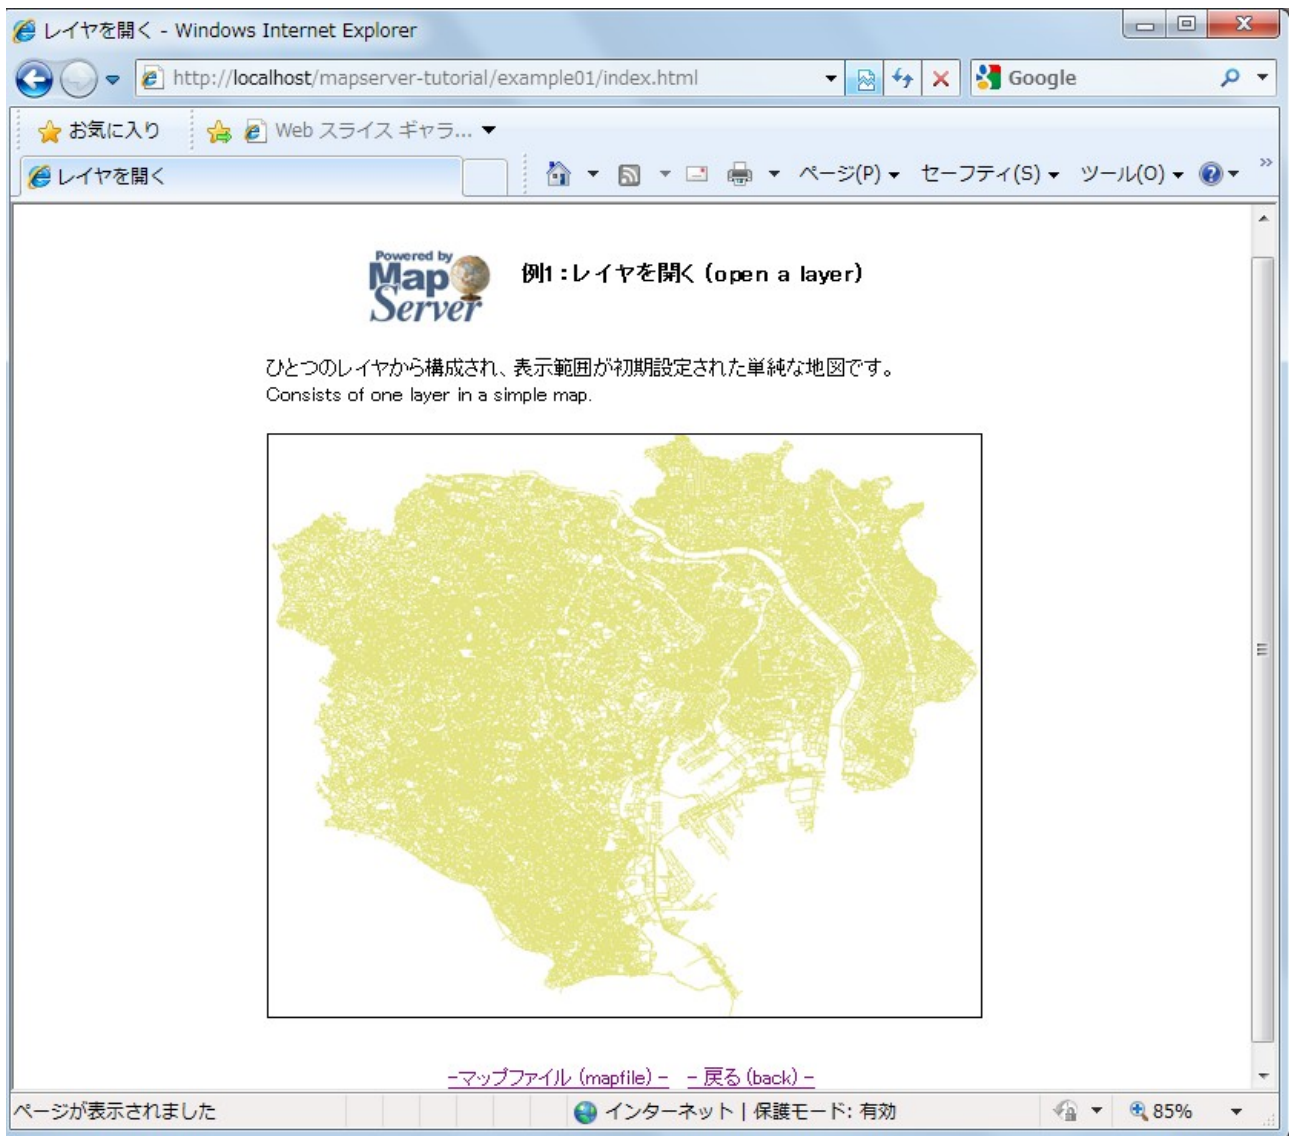 レイヤを開く - Windows Internet Explorer
http://localhost/mapserver-tutorial/example01/index.html
Google
お気に入り
Web スライス ギャラ...
レイヤを開く
ページ(P)
セーフティ(S)
ツール(O)
Powered by
Map
Server
例1:レイヤを開く (open a layer)
ひとつのレイヤから構成され、表示範囲が初期設定された単純な地図です。
Consists of one layer in a simple map.
-マップファイル (mapfile) - - 戻る (back) -
ページが表示されました
インターネット | 保護モード: 有効
85%